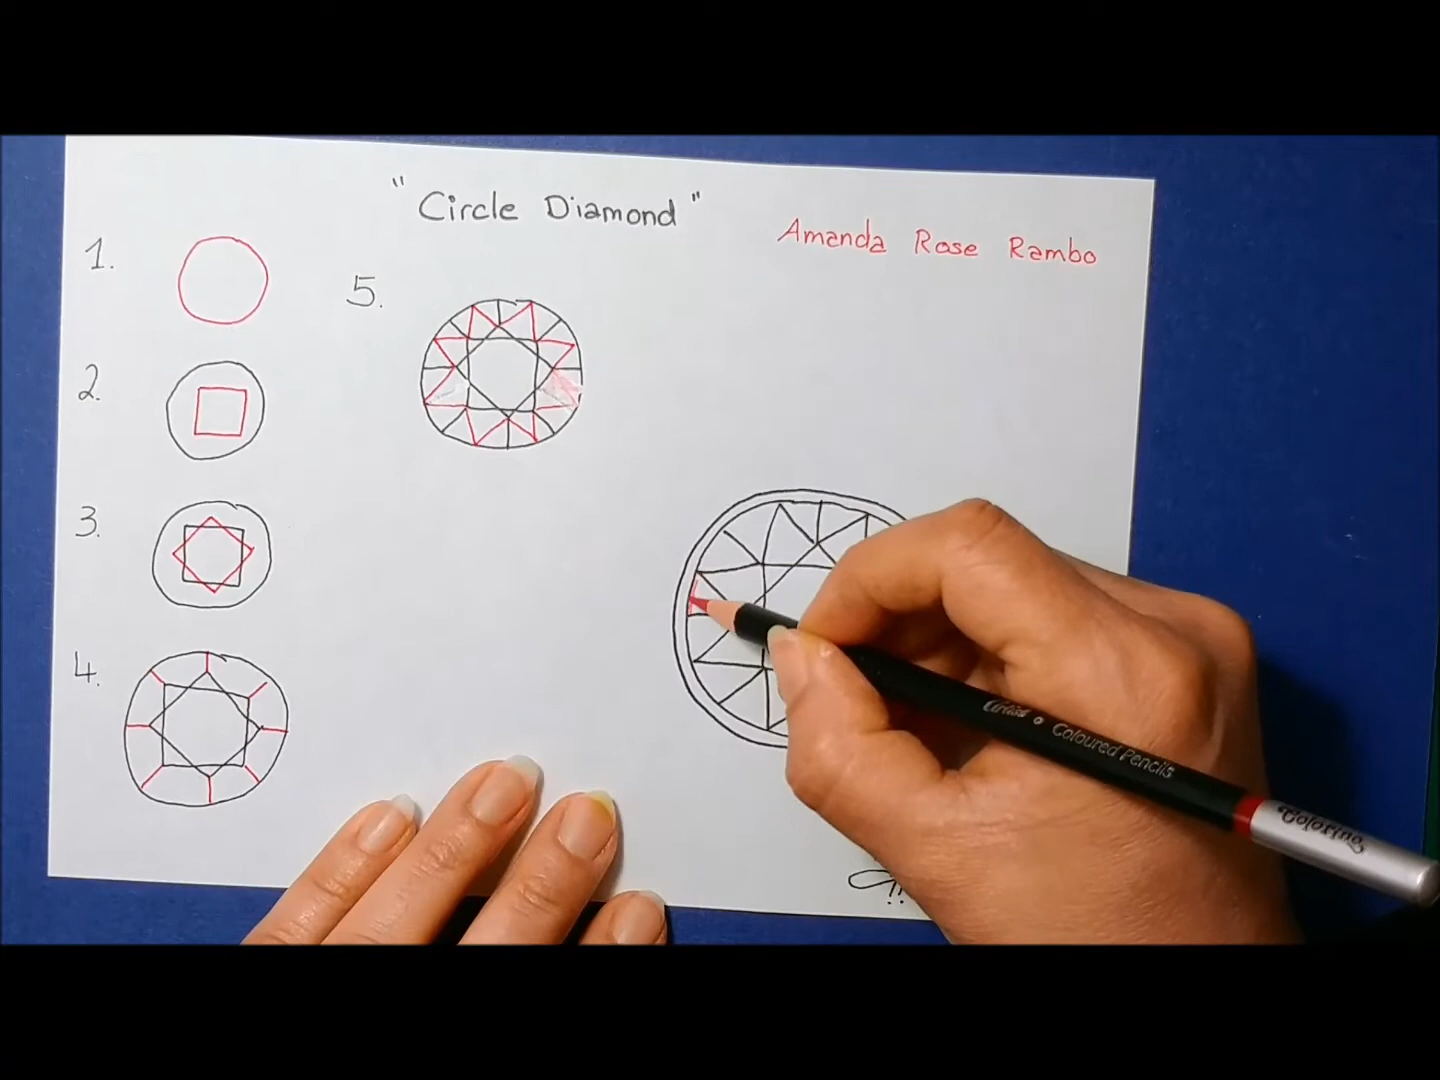 "Circle Diamond"
Amanda Rose Rambo
1.
2.
3.
4.
5.
Coloured Pencils